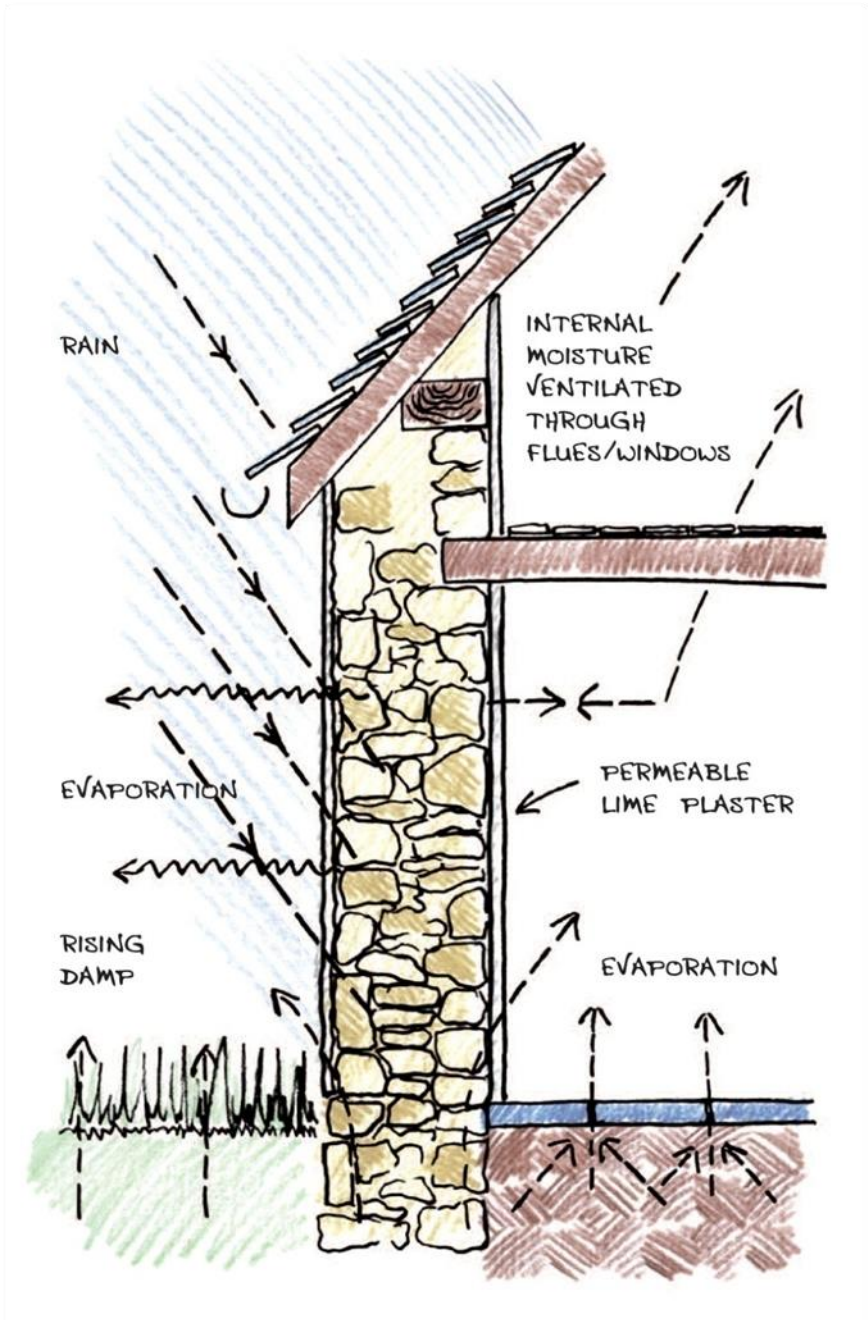 RAIN
INTERNAL
MOISTURE
VENTILATED
THROUGH
FLUES/WINDOWS
EVAPORATION
PERMEABLE
LIME PLASTER
RISING
DAMP
EVAPORATION